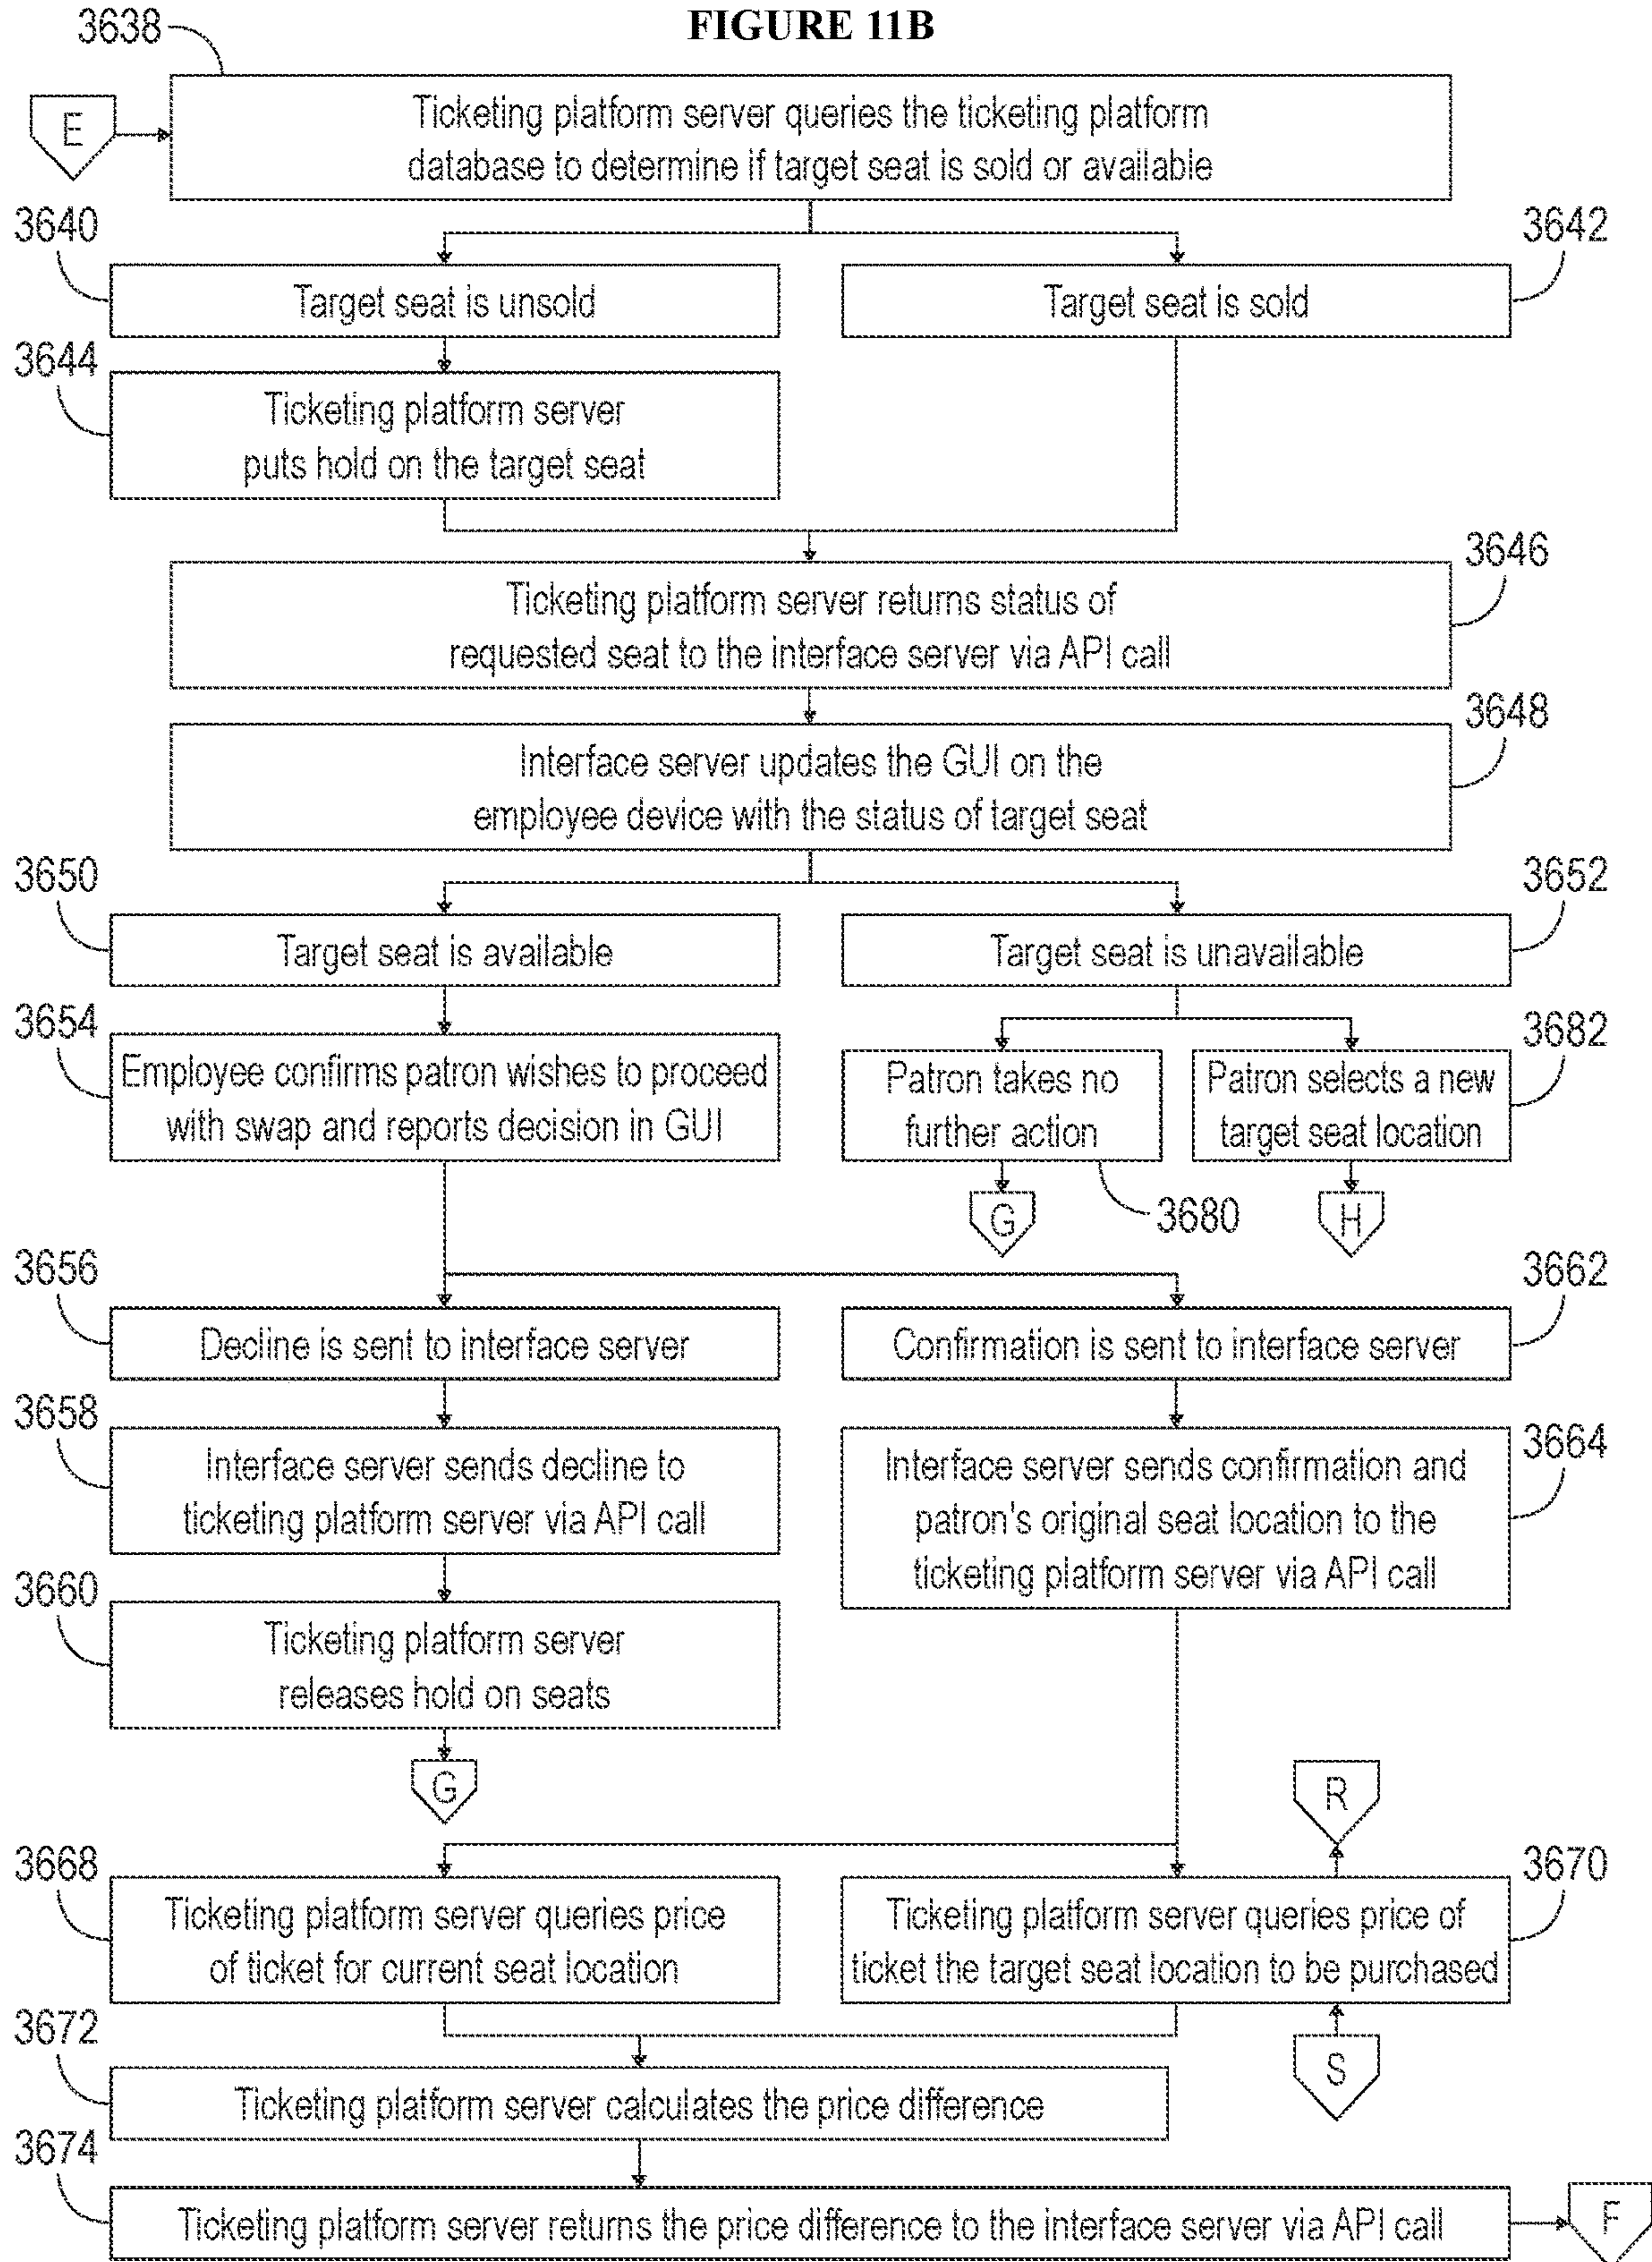 FIGURE 11B
3638
E
Ticketing platform server queries the ticketing platform
database to determine if target seat is sold or available
3640
3642
Target seat is unsold
Target seat is sold
3644
Ticketing platform server
puts hold on the target seat
3646
Ticketing platform server returns status of
requested seat to the interface server via API call
3648
Interface server updates the GUI on the
employee device with the status of target seat
3650
3652
Target seat is available
Target seat is unavailable
3654
3682
Employee confirms patron wishes to proceed
with swap and reports decision in GUI
Patron takes no
further action
Patron selects a new
target seat location
G
3680
H
3656
3662
Decline is sent to interface server
Confirmation is sent to interface server
3658
3664
Interface server sends decline to
ticketing platform server via API call
Interface server sends confirmation and
patron's original seat location to the
ticketing platform server via API call
3660
Ticketing platform server
releases hold on seats
G
R
3668
3670
Ticketing platform server queries price
of ticket for current seat location
Ticketing platform server queries price of
ticket the target seat location to be purchased
3672
S
Ticketing platform server calculates the price difference
3674
Ticketing platform server returns the price difference to the interface server via API call
F